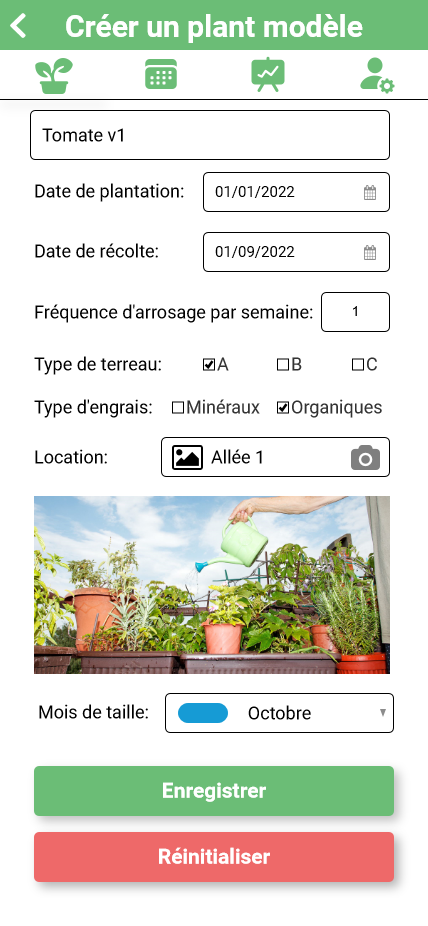 Créer un plant modèle
Tomate v1
Date de plantation: 01/01/2022
Date de récolte: 01/09/2022
Fréquence d'arrosage par semaine: 1
Type de terreau: A B C
Type d'engrais: Minéraux Organiques
Location: Allée 1
Mois de taille: Octobre
Enregistrer
Réinitialiser